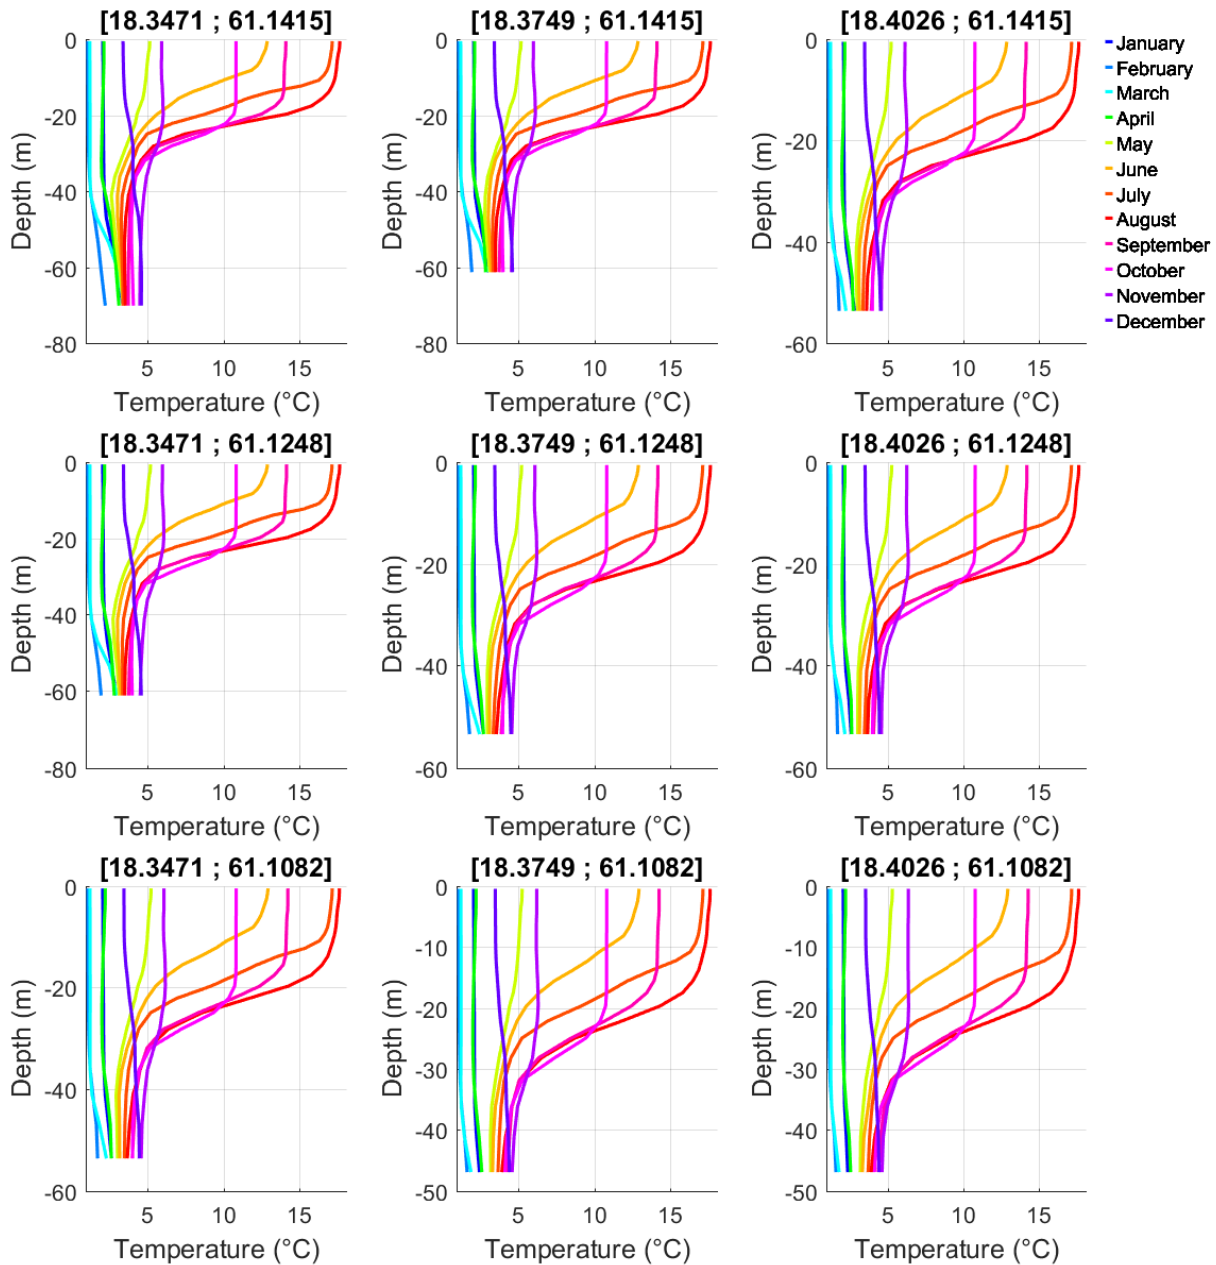 [18.3471 ; 61.1415]
0
-20
-40
-60
-80
Depth (m)
5 10 15
Temperature (°C)
[18.3749 ; 61.1415]
0
-20
-40
-60
-80
Depth (m)
5 10 15
Temperature (°C)
[18.4026 ; 61.1415]
0
-20
-40
-60
Depth (m)
5 10 15
Temperature (°C)
January
February
March
April
May
June
July
August
September
October
November
December
[18.3471 ; 61.1248]
0
-20
-40
-60
-80
Depth (m)
5 10 15
Temperature (°C)
[18.3749 ; 61.1248]
0
-20
-40
-60
Depth (m)
5 10 15
Temperature (°C)
[18.4026 ; 61.1248]
0
-20
-40
-60
Depth (m)
5 10 15
Temperature (°C)
[18.3471 ; 61.1082]
0
-20
-40
-60
Depth (m)
5 10 15
Temperature (°C)
[18.3749 ; 61.1082]
0
-10
-20
-30
-40
-50
Depth (m)
5 10 15
Temperature (°C)
[18.4026 ; 61.1082]
0
-10
-20
-30
-40
-50
Depth (m)
5 10 15
Temperature (°C)